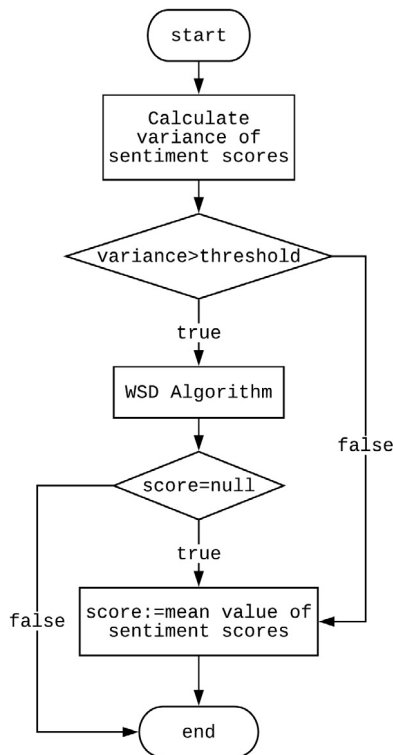 start
Calculate
variance of
sentiment scores
variance>threshold
true
WSD Algorithm
false
score=null
true
score:=mean value of
sentiment scores
false
end